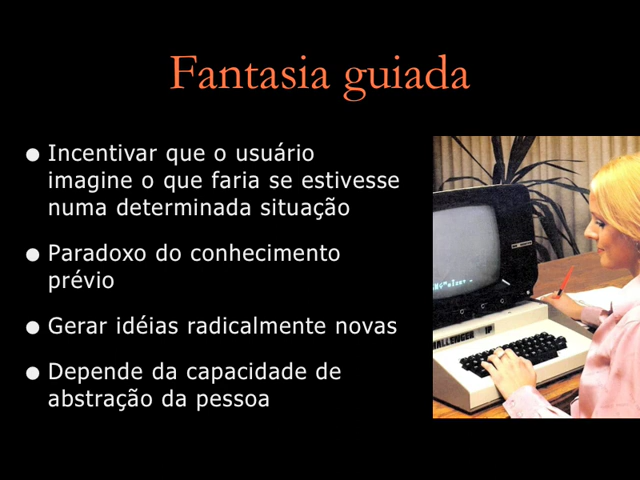 Fantasia guiada
● Incentivar que o usuário
imagine o que faria se estivesse
numa determinada situação
● Paradoxo do conhecimento
prévio
● Gerar idéias radicalmente novas
● Depende da capacidade de
abstração da pessoa